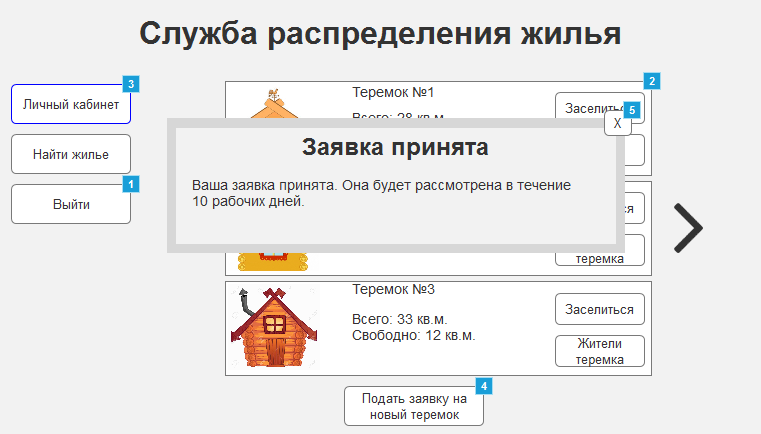 Служба распределения жилья
3
Личный кабинет
Найти жилье
1
Выйти
2
Теремок №1
Всего: 28 кв.м.
Заселиться
5
X
Заявка принята
Ваша заявка принята. Она будет рассмотрена в течение
10 рабочих дней.
ся
теремка
Теремок №3
Всего: 33 кв.м.
Свободно: 12 кв.м.
Заселиться
Жители
теремка
4
Подать заявку на
новый теремок